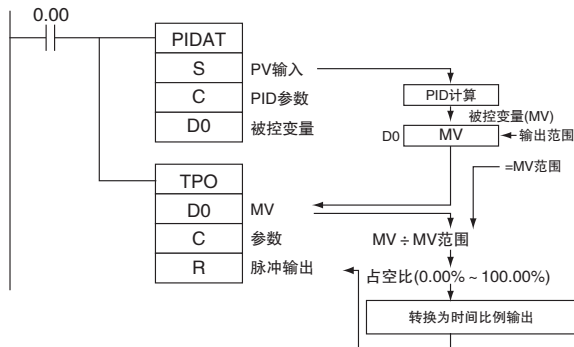 0.00
PIDAT
S PV输入
C PID参数
D0 被控变量
PID计算
被控变量(MV)
D0 MV 输出范围
=MV范围
TPO
D0 MV
C 参数
R 脉冲输出
MV ÷ MV范围
占空比(0.00% ~ 100.00%)
转换为时间比例输出